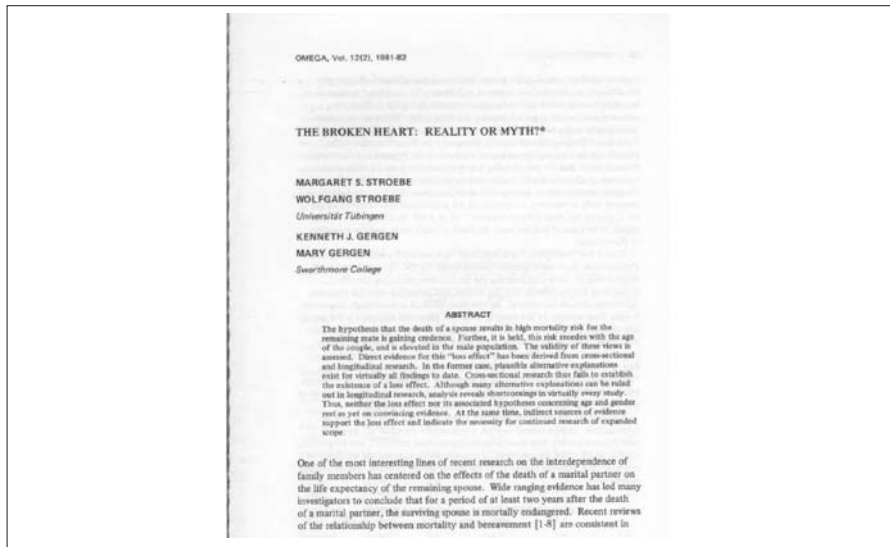 OMEGA, Vol. 12(2), 1981-82
THE BROKEN HEART: REALITY OR MYTH?*
MARGARET S. STROEBE
WOLFGANG STROEBE
Universität Tübingen
KENNETH J. GERGEN
MARY GERGEN
Swarthmore College
ABSTRACT
The hypothesis that the death of a spouse results in high mortality risk for the
remaining mate is gaining credence. Further, it is held, this risk recedes with the age
of the couple, and is elevated in the male population. The validity of these views is
assessed. Direct evidence for this "loss effect" has been derived from cross-sectional
and longitudinal research. In the former case, plausible alternative explanations
exist for virtually all findings to date. Cross-sectional research thus fails to establish
the existence of a loss effect. Although many alternative explanations can be ruled
out in longitudinal research, analysis reveals shortcomings in virtually every study.
Thus, neither the loss effect nor its associated hypotheses concerning age and gender
rest as yet on convincing evidence. At the same time, indirect sources of evidence
support the loss effect and indicate the necessity for continued research of expanded
scope.
One of the most interesting lines of recent research on the interdependence of
family members has centered on the effects of the death of a marital partner on
the life expectancy of the remaining spouse. Wide ranging evidence has led many
investigators to conclude that for a period of at least two years after the death
of a marital partner, the surviving spouse is mortally endangered. Recent reviews
of the relationship between mortality and bereavement [1-8] are consistent in